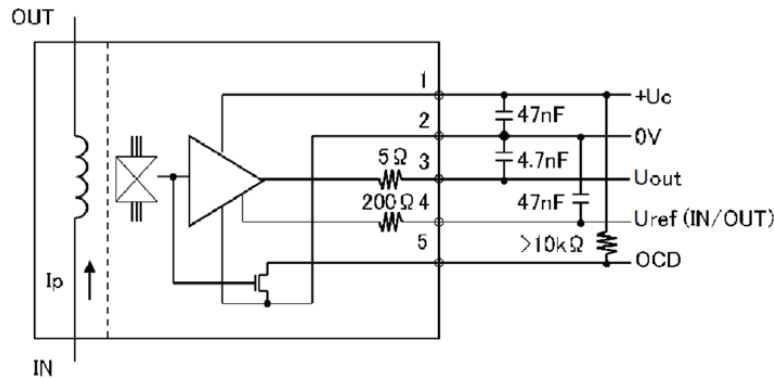 OUT
1
+Uc
47nF
2
0V
5Ω
3
4.7nF
Uout
200Ω
4
47nF
Uref (IN/OUT)
5
>10kΩ
OCD
Ip
IN